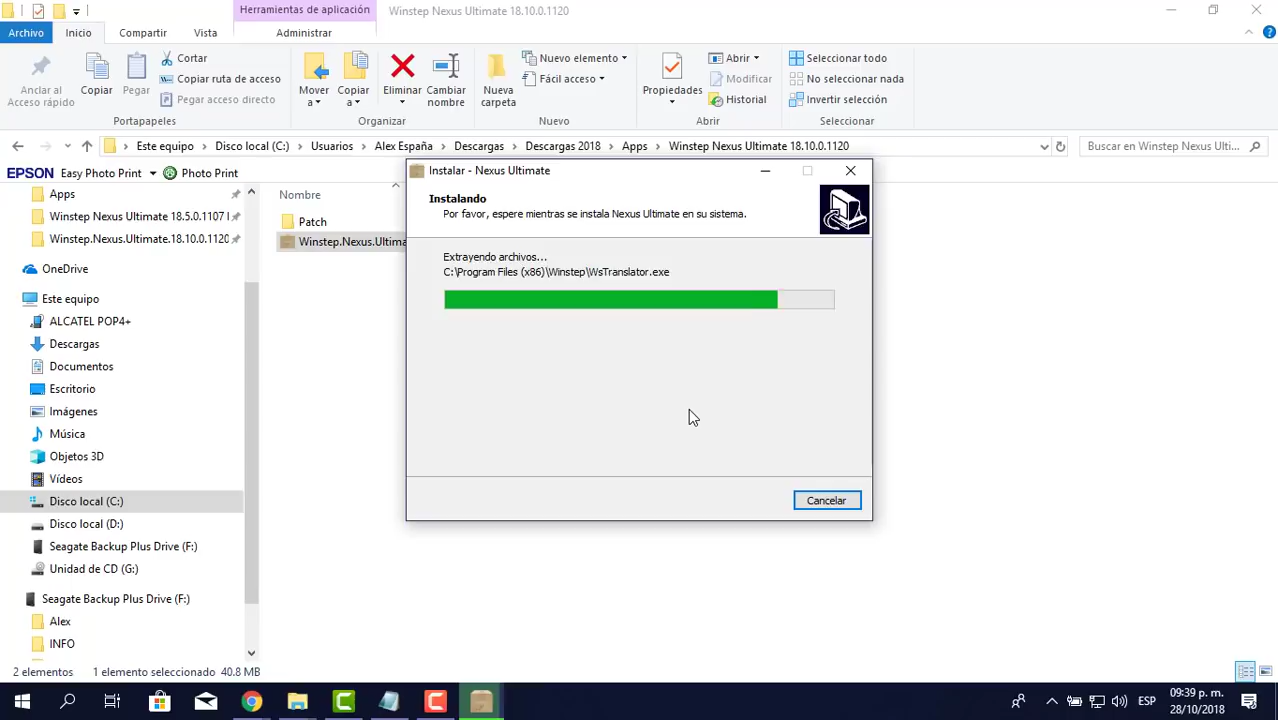 Herramientas de aplicación
Winstep Nexus Ultimate 18.10.0.1120
Archivo
Inicio
Compartir
Vista
Administrar
Anclar al
Acceso rápido
Copiar
Pegar
Cortar
Copiar ruta de acceso
Pegar acceso directo
Portapapeles
Mover
a
Copiar
a
Eliminar
Cambiar
nombre
Organizar
Nueva
carpeta
Nuevo elemento
Fácil acceso
Nuevo
Propiedades
Abrir
Modificar
Historial
Abrir
Seleccionar todo
No seleccionar nada
Invertir selección
Seleccionar
Este equipo > Disco local (C:) > Usuarios > Alex España > Descargas > Descargas 2018 > Apps > Winstep Nexus Ultimate 18.10.0.1120
Buscar en Winstep Nexus Ultim...
EPSON Easy Photo Print Photo Print
Apps
Winstep Nexus Ultimate 18.5.0.1107
Winstep.Nexus.Ultimate.18.10.0.1120
OneDrive
Este equipo
ALCATEL POP4+
Descargas
Documentos
Escritorio
Imágenes
Música
Objetos 3D
Vídeos
Disco local (C:)
Disco local (D:)
Seagate Backup Plus Drive (F:)
Unidad de CD (G:)
Seagate Backup Plus Drive (F:)
Alex
INFO
Nombre
Patch
Winstep.Nexus.Ultima
Instalar - Nexus Ultimate
Instalando
Por favor, espere mientras se instala Nexus Ultimate en su sistema.
Extrayendo archivos...
C:\Program Files (x86)\Winstep\WsTranslator.exe
Cancelar
2 elementos
1 elemento seleccionado 40.8 MB
ESP
09:39 p. m.
28/10/2018